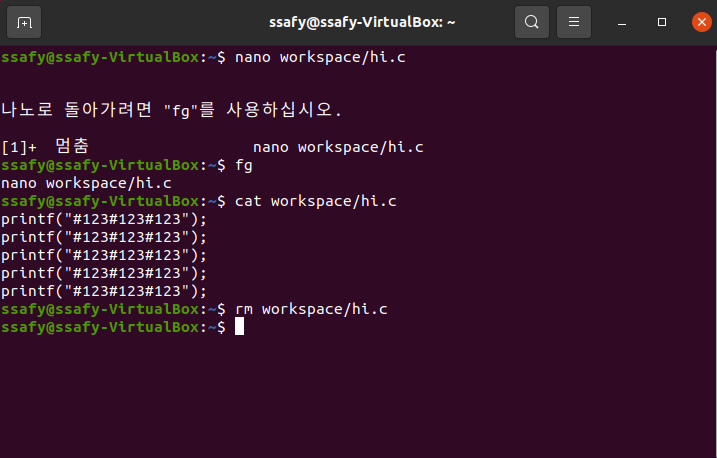 ssafy@ssafy-VirtualBox: ~
ssafy@ssafy-VirtualBox:~$ nano workspace/hi.c
나노로 돌아가려면 "fg"를 사용하십시오.
[1]+  멈춤                  nano workspace/hi.c
ssafy@ssafy-VirtualBox:~$ fg
nano workspace/hi.c
ssafy@ssafy-VirtualBox:~$ cat workspace/hi.c
printf("#123#123#123");
printf("#123#123#123");
printf("#123#123#123");
printf("#123#123#123");
printf("#123#123#123");
ssafy@ssafy-VirtualBox:~$ rm workspace/hi.c
ssafy@ssafy-VirtualBox:~$